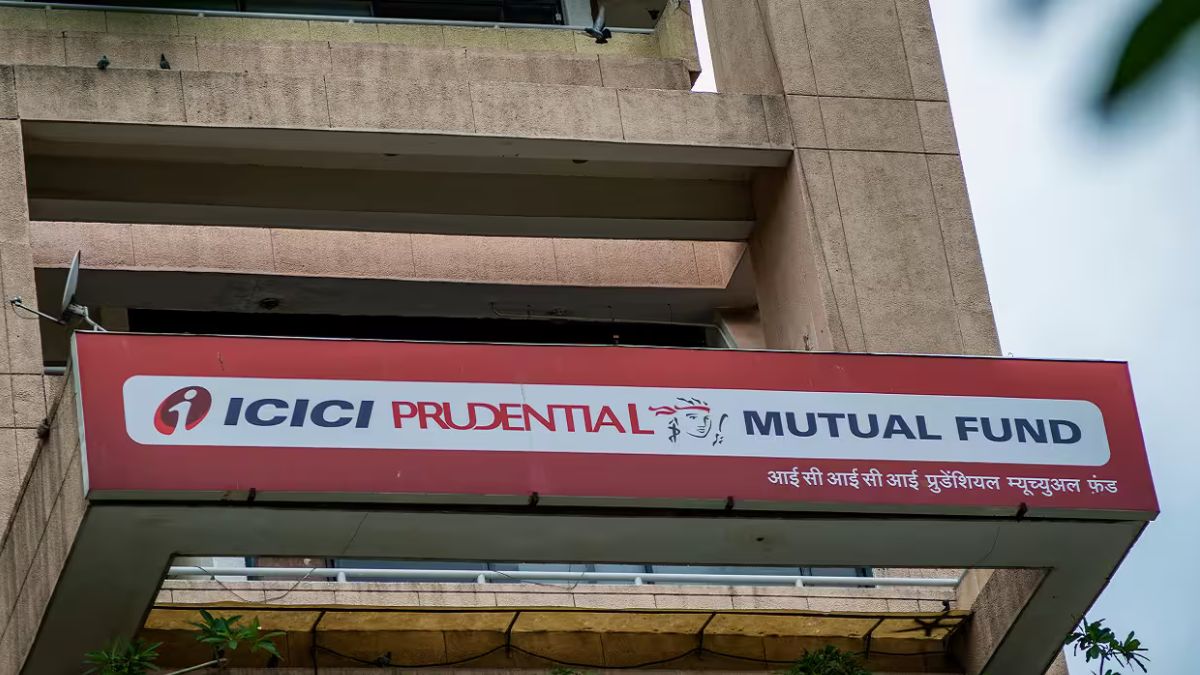 ICICI PRUDENTIAL MUTUAL FUND
आई सी आई सी आई प्रुडेंशियल म्यूच्युअल फ़ंड